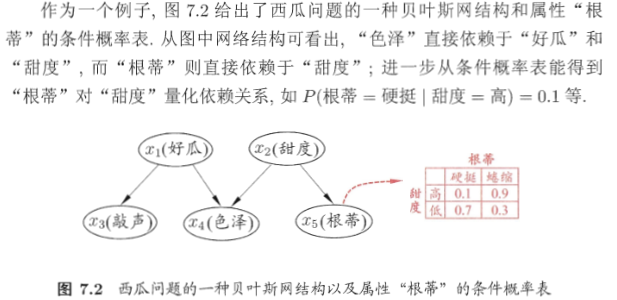 作为一个例子, 图 7.2 给出了西瓜问题的一种贝叶斯网结构和属性“根
蒂”的条件概率表. 从图中网络结构可看出, “色泽”直接依赖于“好瓜”和
“甜度”, 而“根蒂”则直接依赖于“甜度”; 进一步从条件概率表能得到
“根蒂”对“甜度”量化依赖关系, 如 P(根蒂 = 硬挺 | 甜度 = 高) = 0.1 等.
x1(好瓜) x2(甜度)
根蒂
硬挺 蜷缩
甜度 高 0.1 0.9
低 0.7 0.3
x3(敲声) x4(色泽) x5(根蒂)
图 7.2 西瓜问题的一种贝叶斯网结构以及属性“根蒂”的条件概率表